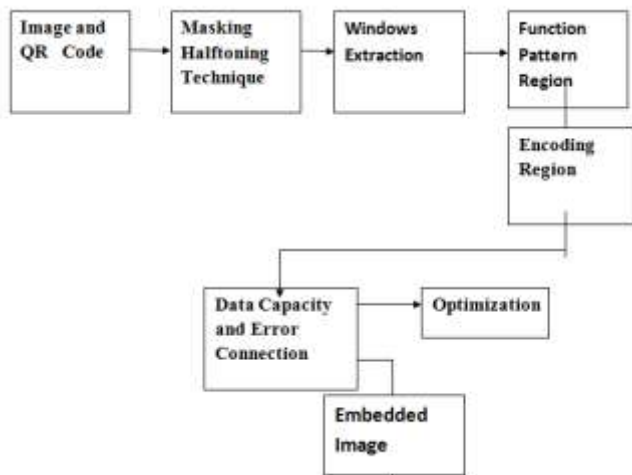 Image and
QR Code
Masking
Halftoning
Technique
Windows
Extraction
Function
Pattern
Region
Encoding
Region
Data Capacity
and Error
Connection
Optimization
Embedded
Image